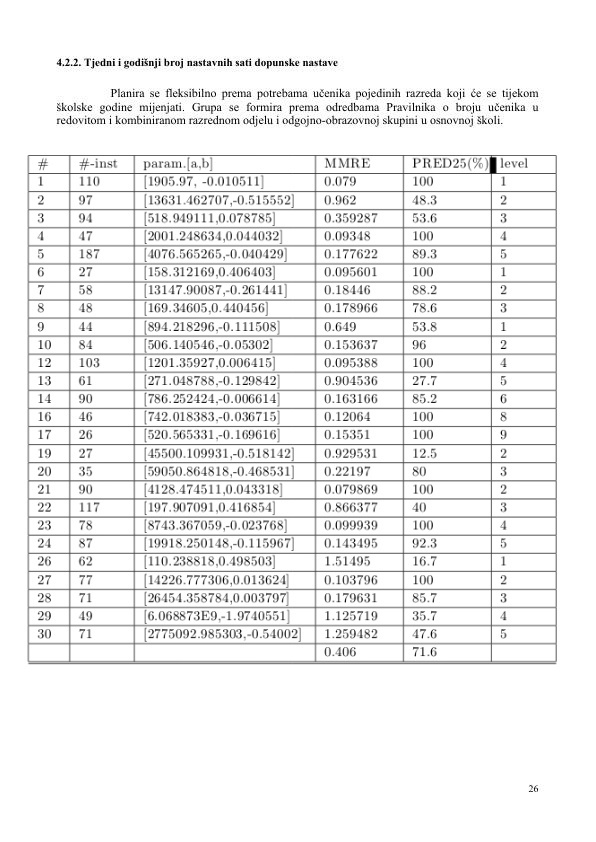 4.2.2. Tjedni i godišnji broj nastavnih sati dopunske nastave
Planira se fleksibilno prema potrebama učenika pojedinih razreda koji će se tijekom
školske godine mijenjati. Grupa se formira prema odredbama Pravilnika o broju učenika u
redovitom i kombiniranom razrednom odjelu i odgojno-obrazovnoj skupini u osnovnoj školi.
# #-inst param.[a,b] MMRE PRED25(%) level
1 110 [1905.97, -0.010511] 0.079 100 1
2 97 [13631.462707,-0.515552] 0.962 48.3 2
3 94 [518.949111,0.078785] 0.359287 53.6 3
4 47 [2001.248634,0.044032] 0.09348 100 4
5 187 [4076.565265,-0.040429] 0.177622 89.3 5
6 27 [158.312169,0.406403] 0.095601 100 1
7 58 [13147.90087,-0.261441] 0.18446 88.2 2
8 48 [169.34605,0.440456] 0.178966 78.6 3
9 44 [894.218296,-0.111508] 0.649 53.8 1
10 84 [506.140546,-0.05302] 0.153637 96 2
12 103 [1201.35927,0.006415] 0.095388 100 4
13 61 [271.048788,-0.129842] 0.904536 27.7 5
14 90 [786.252424,-0.006614] 0.163166 85.2 6
16 46 [742.018383,-0.036715] 0.12064 100 8
17 26 [520.565331,-0.169616] 0.15351 100 9
19 27 [45500.109931,-0.518142] 0.929531 12.5 2
20 35 [59050.864818,-0.468531] 0.22197 80 3
21 90 [4128.474511,0.043318] 0.079869 100 2
22 117 [197.907091,0.416854] 0.866377 40 3
23 78 [8743.367059,-0.023768] 0.099939 100 4
24 87 [19918.250148,-0.115967] 0.143495 92.3 5
26 62 [110.238818,0.498503] 1.51495 16.7 1
27 77 [14226.777306,0.013624] 0.103796 100 2
28 71 [26454.358784,0.003797] 0.179631 85.7 3
29 49 [6.068873E9,-1.9740551] 1.125719 35.7 4
30 71 [2775092.985303,-0.54002] 1.259482 47.6 5
0.406 71.6
26